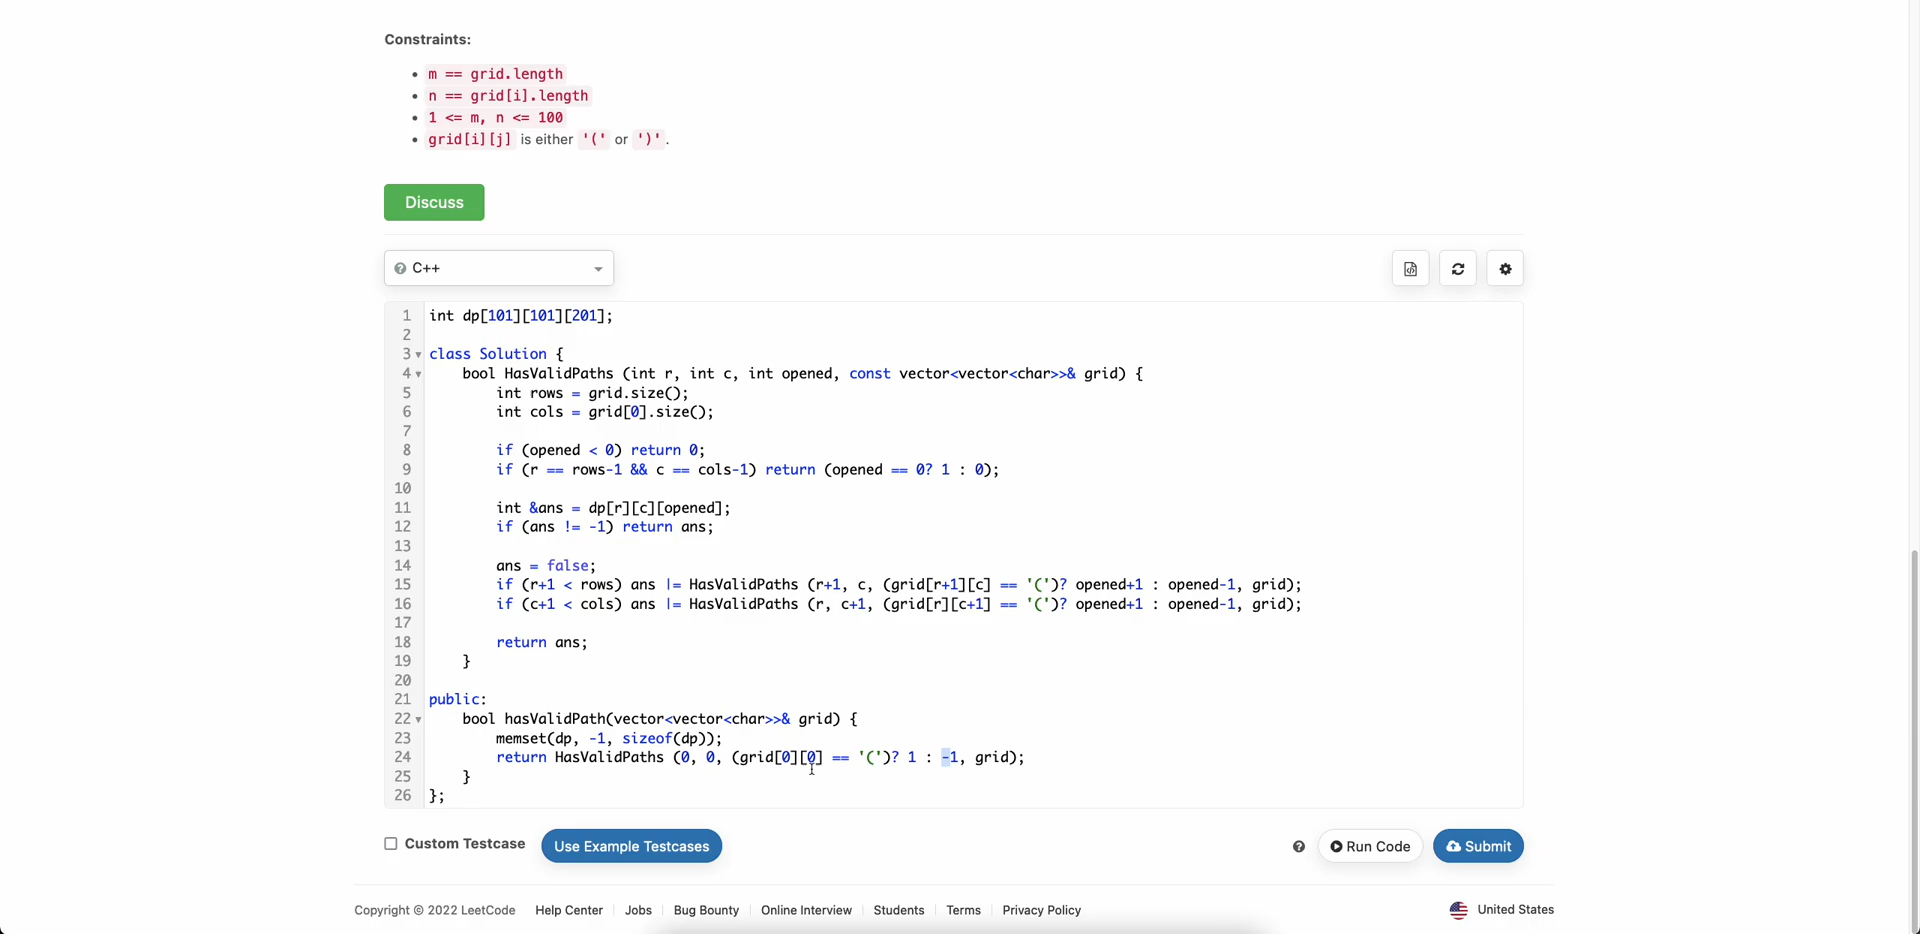 Constraints:
m == grid.length
n == grid[i].length
1 <= m, n <= 100
grid[i][j] is either '(' or ')'.
Discuss
C++
1 int dp[101][101][201];
2
3 class Solution {
4     bool HasValidPaths (int r, int c, int opened, const vector<vector<char>>& grid) {
5         int rows = grid.size();
6         int cols = grid[0].size();
7
8         if (opened < 0) return 0;
9         if (r == rows-1 && c == cols-1) return (opened == 0? 1 : 0);
10
11         int &ans = dp[r][c][opened];
12         if (ans != -1) return ans;
13
14         ans = false;
15         if (r+1 < rows) ans |= HasValidPaths (r+1, c, (grid[r+1][c] == '(')? opened+1 : opened-1, grid);
16         if (c+1 < cols) ans |= HasValidPaths (r, c+1, (grid[r][c+1] == '(')? opened+1 : opened-1, grid);
17
18         return ans;
19     }
20
21 public:
22     bool hasValidPath(vector<vector<char>>& grid) {
23         memset(dp, -1, sizeof(dp));
24         return HasValidPaths (0, 0, (grid[0][0] == '(')? 1 : -1, grid);
25     }
26 };
Custom Testcase Use Example Testcases Run Code Submit
Copyright © 2022 LeetCode Help Center Jobs Bug Bounty Online Interview Students Terms Privacy Policy United States